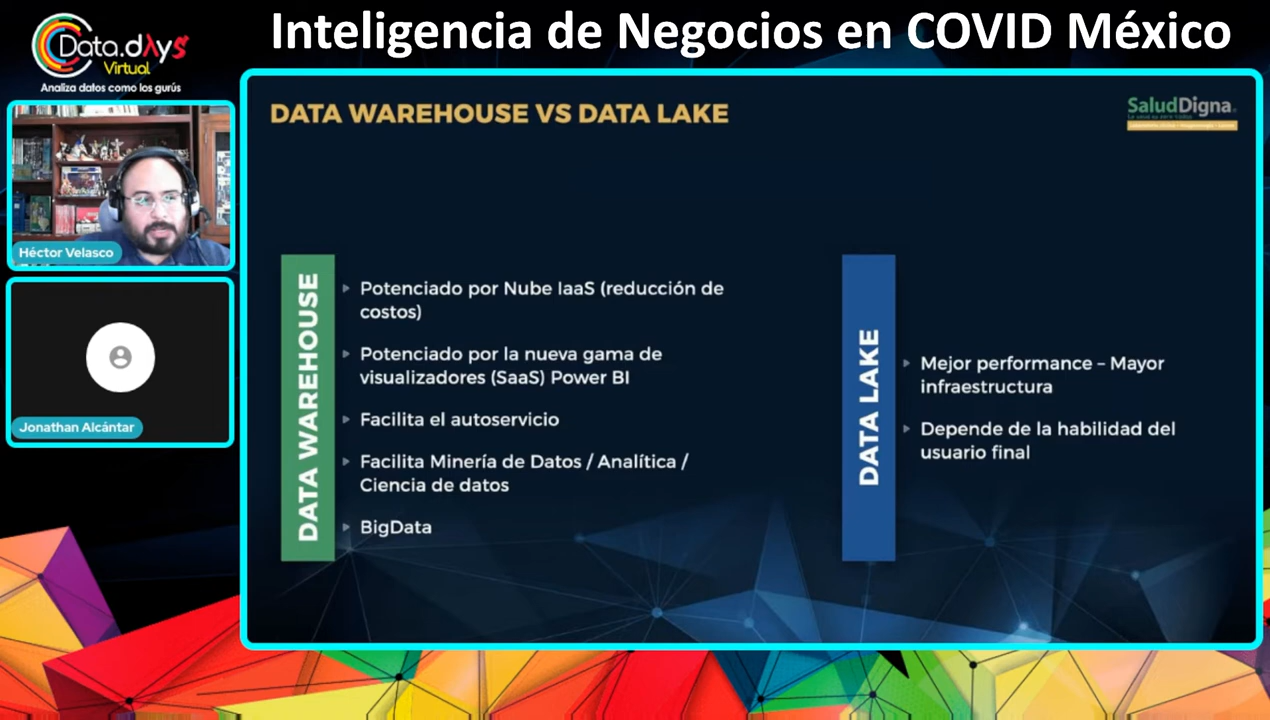 Data.dAys
Virtual
Analiza datos como los gurús
Inteligencia de Negocios en COVID México
Héctor Velasco
Jonathan Alcántar
DATA WAREHOUSE VS DATA LAKE
SaludDigna
DATA WAREHOUSE
Potenciado por Nube IaaS (reducción de
costos)
Potenciado por la nueva gama de
visualizadores (SaaS) Power BI
Facilita el autoservicio
Facilita Minería de Datos / Analítica /
Ciencia de datos
BigData
DATA LAKE
Mejor performance – Mayor
infraestructura
Depende de la habilidad del
usuario final